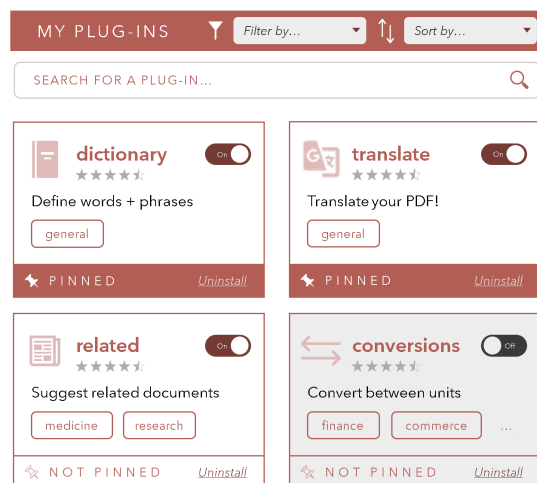 MY PLUG-INS Filter by... Sort by...
SEARCH FOR A PLUG-IN...
dictionary On
Define words + phrases
general
PINNED Uninstall
translate On
Translate your PDF!
general
PINNED Uninstall
related On
Suggest related documents
medicine research
NOT PINNED Uninstall
conversions Off
Convert between units
finance commerce ...
NOT PINNED Uninstall